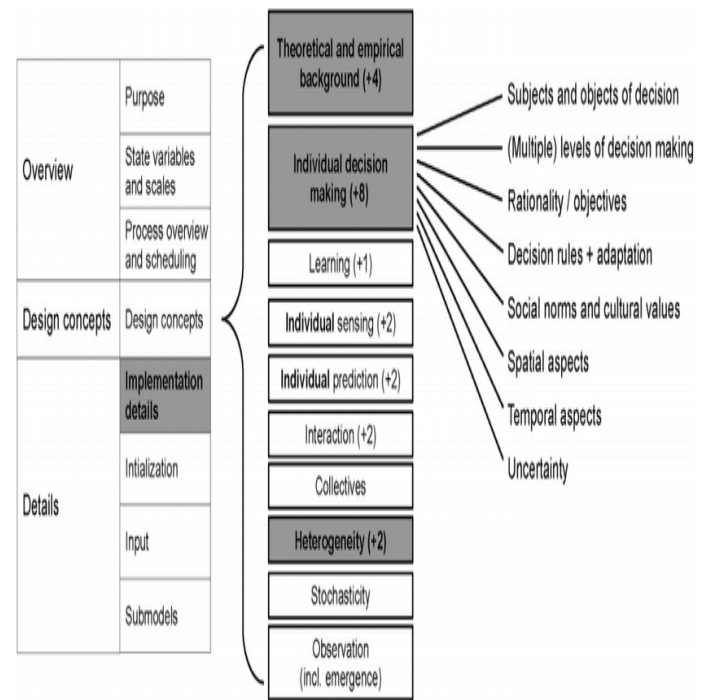 Overview
Purpose
State variables
and scales
Process overview
and scheduling
Design concepts
Design concepts
Details
Implementation
details
Intialization
Input
Submodels
Theoretical and empirical
background (+4)
Individual decision
making (+8)
Learning (+1)
Individual sensing (+2)
Individual prediction (+2)
Interaction (+2)
Collectives
Heterogeneity (+2)
Stochasticity
Observation
(incl. emergence)
Subjects and objects of decision
(Multiple) levels of decision making
Rationality / objectives
Decision rules + adaptation
Social norms and cultural values
Spatial aspects
Temporal aspects
Uncertainty